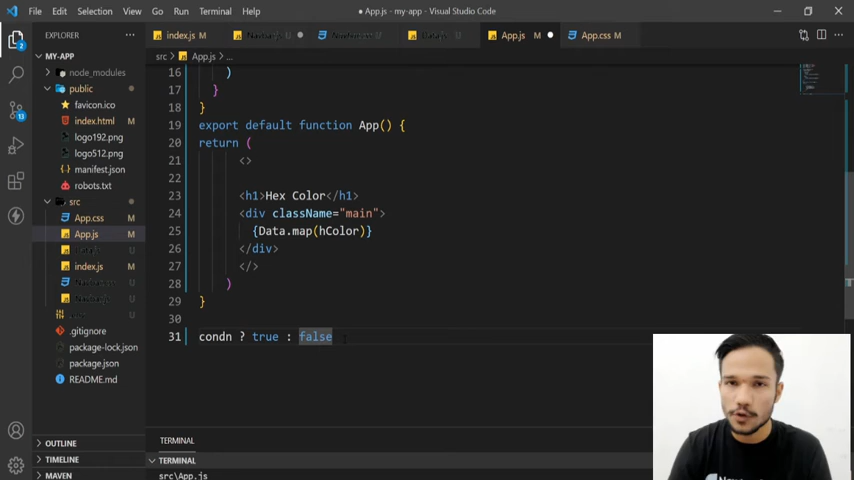 File Edit Selection View Go Run Terminal Help
App.js - my-app - Visual Studio Code
EXPLORER
index.js M
App.js M
App.css M
MY-APP
src > App.js > ...
node_modules
public
favicon.ico
index.html M
logo192.png
logo512.png
manifest.json M
robots.txt
src
App.css M
App.js M
U
index.js M
U
U
U
.gitignore
package-lock.json M
package.json M
README.md
OUTLINE
TIMELINE
MAVEN
2
13
16 )
17 }
18 }
19 export default function App() {
20 return (
21 <>
22
23 <h1>Hex Color</h1>
24 <div className="main">
25 {Data.map(hColor)}
26 </div>
27 </>
28 )
29 }
30
31 condn ? true : false
TERMINAL
TERMINAL
src\App.js